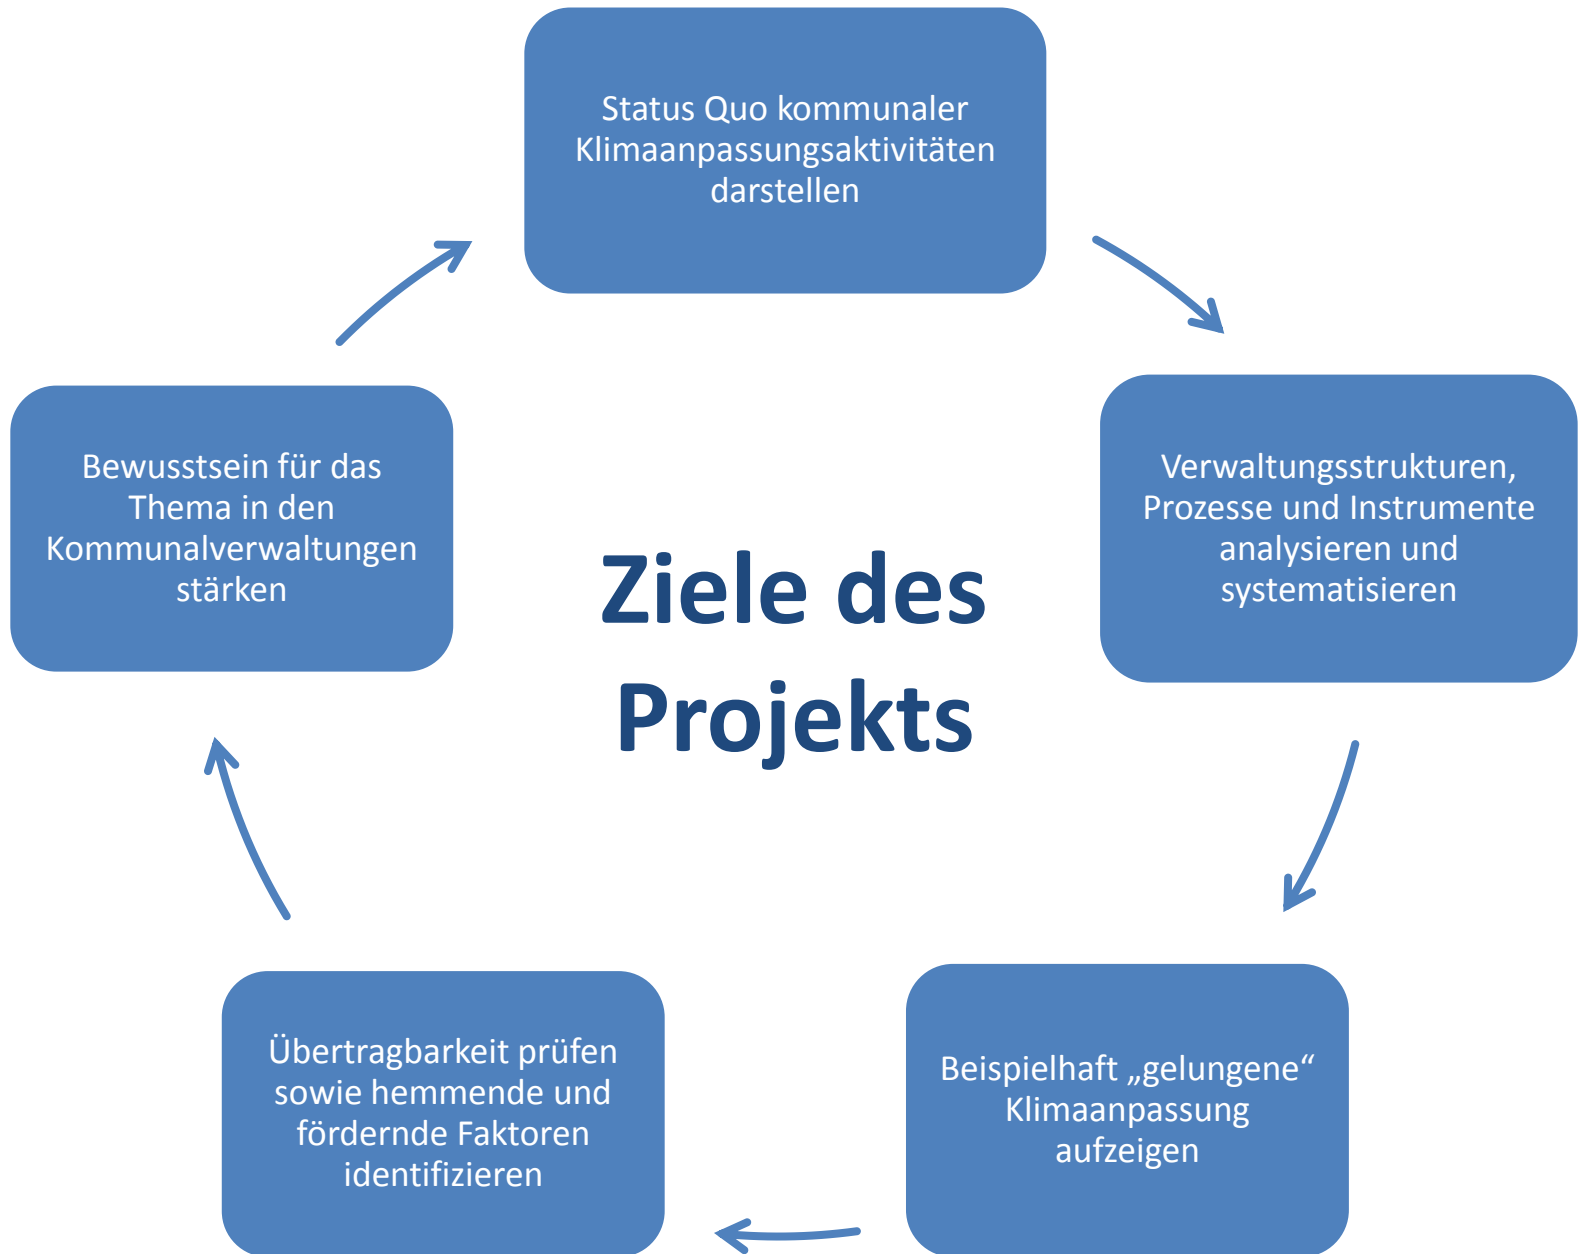 Status Quo kommunaler
Klimaanpassungsaktivitäten
darstellen
Verwaltungsstrukturen,
Prozesse und Instrumente
analysieren und
systematisieren
Beispielhaft „gelungene“
Klimaanpassung
aufzeigen
Übertragbarkeit prüfen
sowie hemmende und
fördernde Faktoren
identifizieren
Bewusstsein für das
Thema in den
Kommunalverwaltungen
stärken
Ziele des
Projekts